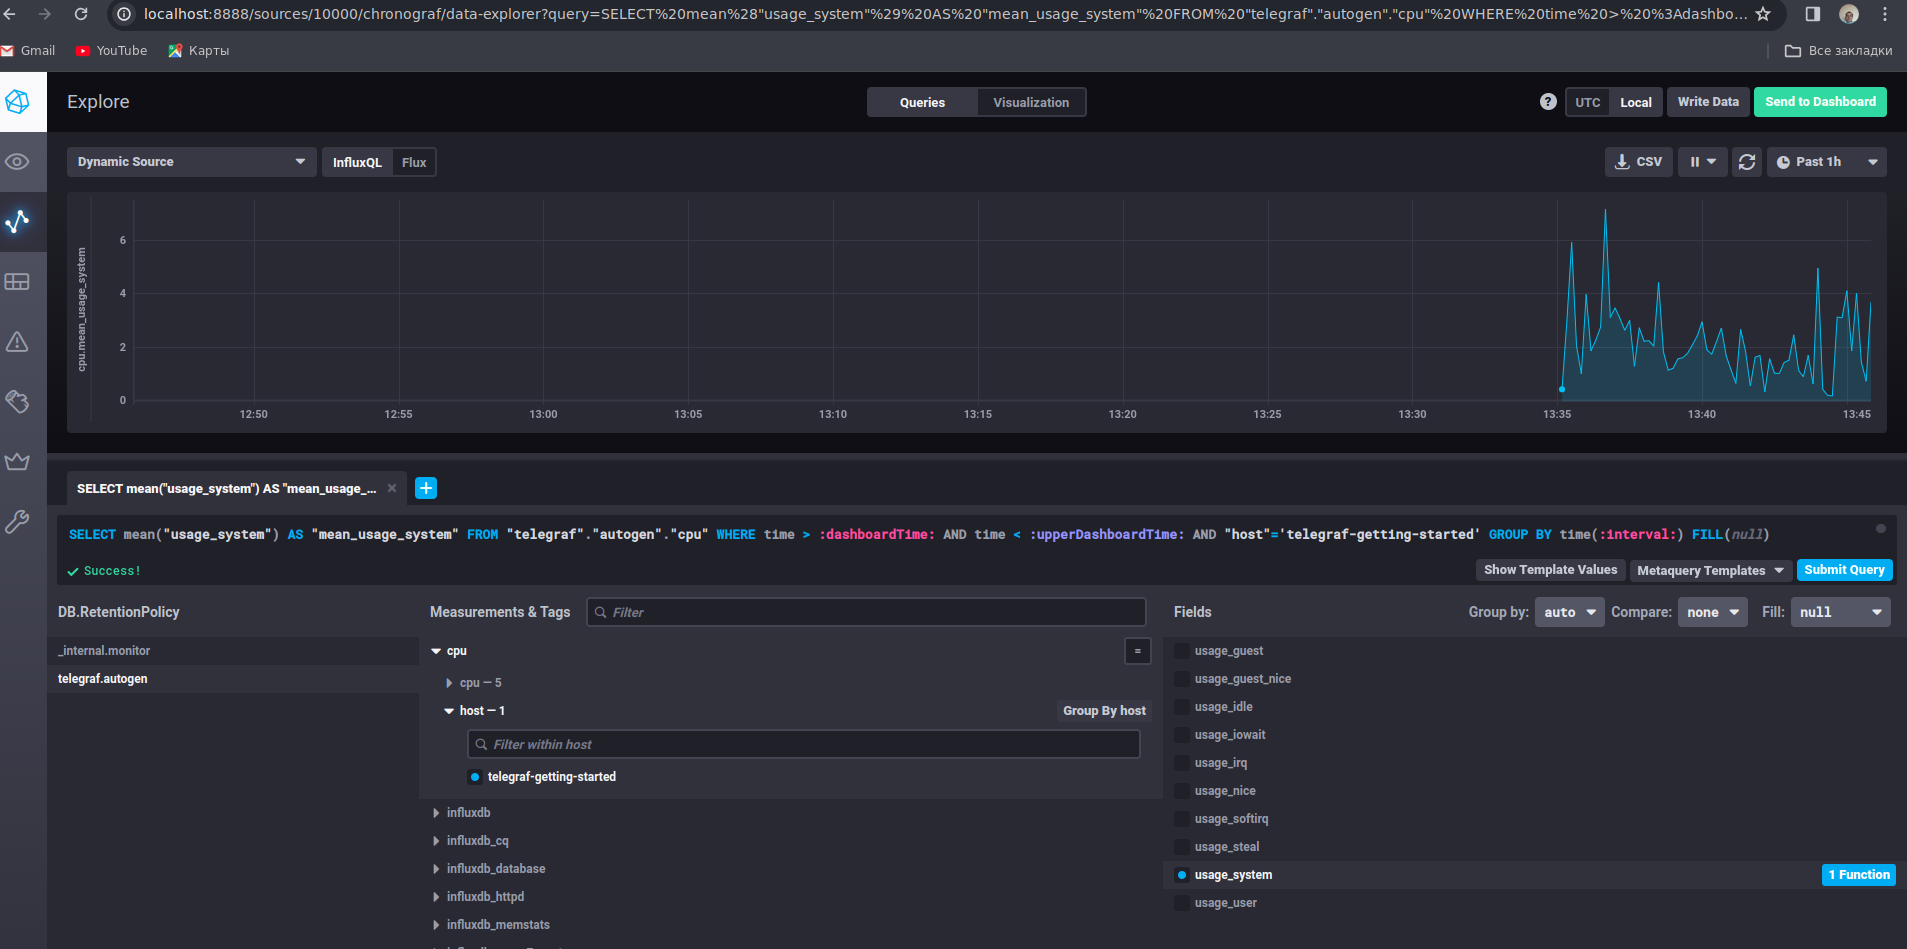 localhost:8888/sources/10000/chronograf/data-explorer?query=SELECT%20mean%28"usage_system"%29%20AS%20"mean_usage_system"%20FROM%20"telegraf"."autogen"."cpu"%20WHERE%20time%20>%20%3Adashbo...
Gmail YouTube Карты Все закладки
Explore Queries Visualization ? UTC Local Write Data Send to Dashboard
Dynamic Source InfluxQL Flux CSV Past 1h
cpu.mean_usage_system
6
4
2
0
12:50 12:55 13:00 13:05 13:10 13:15 13:20 13:25 13:30 13:35 13:40 13:45
SELECT mean("usage_system") AS "mean_usage_... × +
SELECT mean("usage_system") AS "mean_usage_system" FROM "telegraf"."autogen"."cpu" WHERE time > :dashboardTime: AND time < :upperDashboardTime: AND "host"='telegraf-getting-started' GROUP BY time(:interval:) FILL(null)
Success! Show Template Values Metaquery Templates Submit Query
DB.RetentionPolicy Measurements & Tags Filter Fields Group by: auto Compare: none Fill: null
_internal.monitor
telegraf.autogen
cpu =
cpu — 5
host — 1 Group By host
Filter within host
telegraf-getting-started
influxdb
influxdb_cq
influxdb_database
influxdb_httpd
influxdb_memstats
usage_guest
usage_guest_nice
usage_idle
usage_iowait
usage_irq
usage_nice
usage_softirq
usage_steal
usage_system 1 Function
usage_user